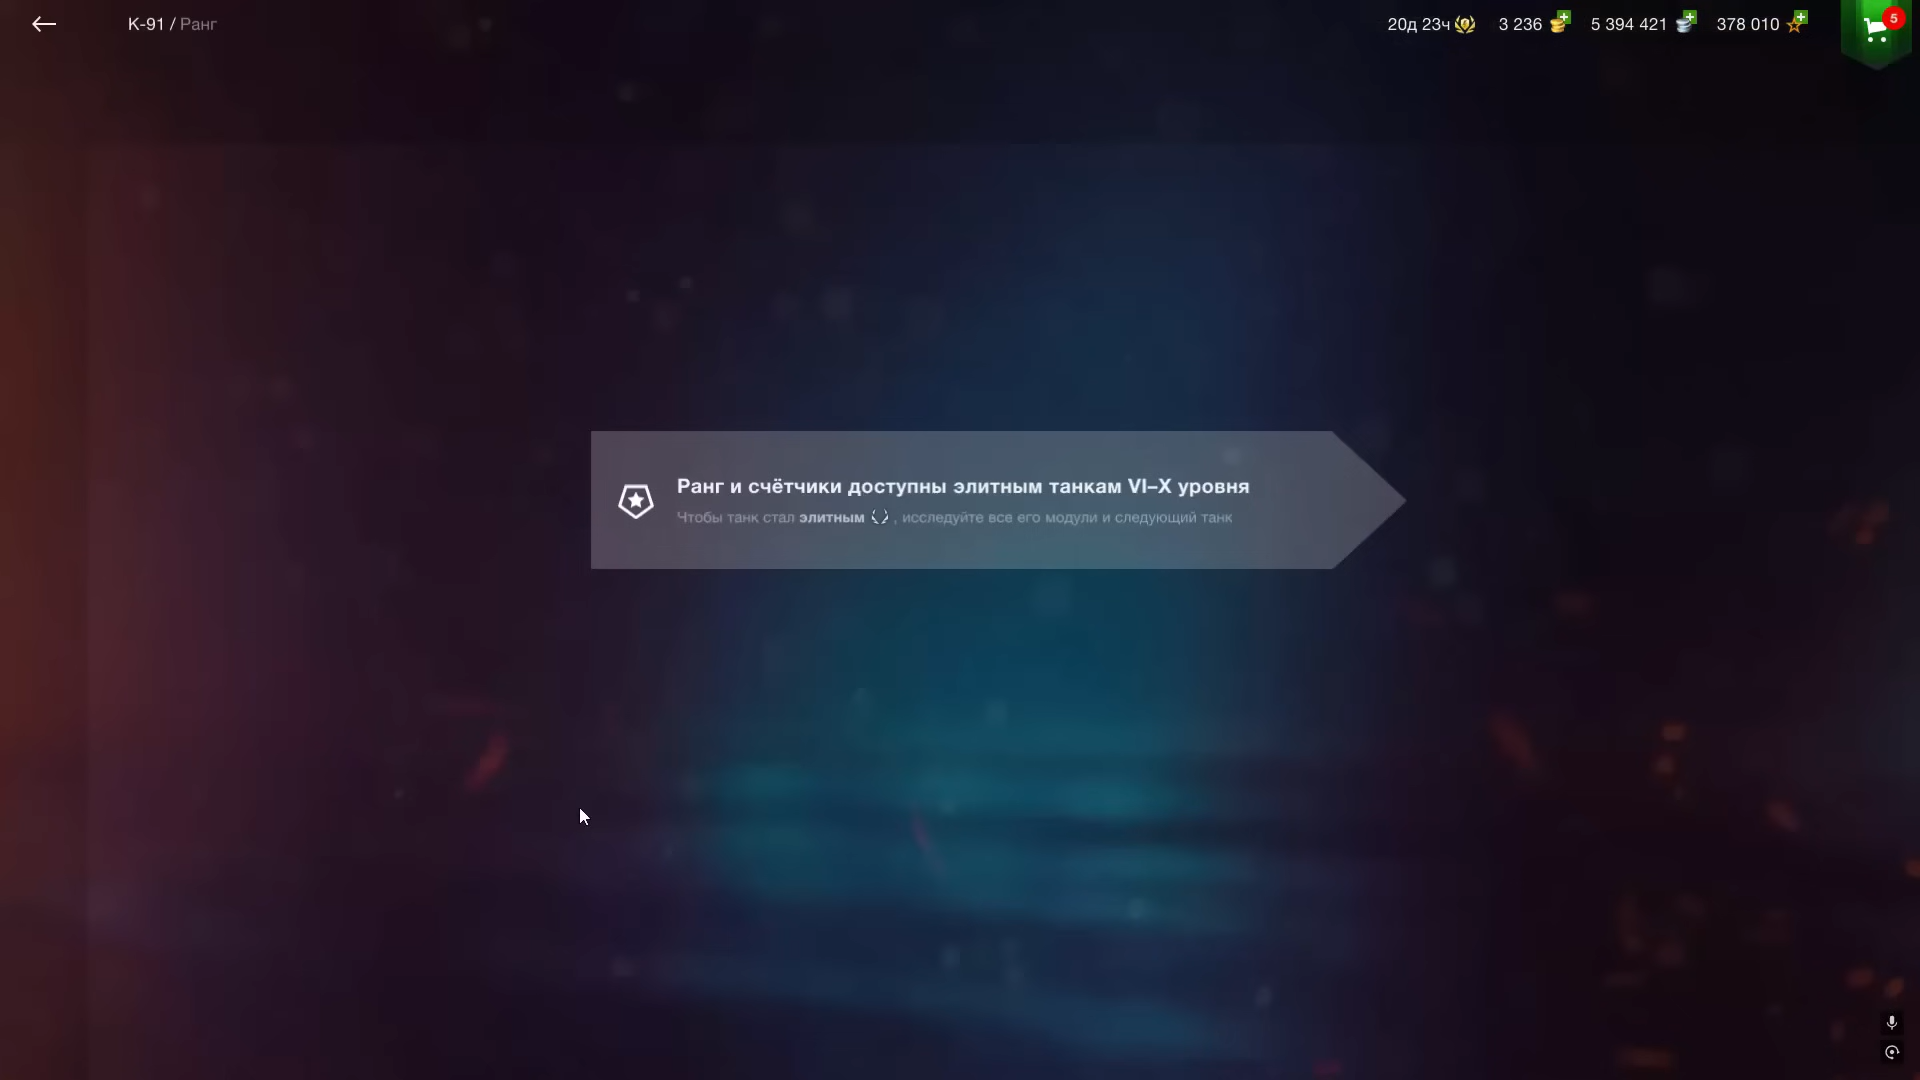 К-91 / Ранг
20д 23ч 3 236 5 394 421 378 010 5
Ранг и счётчики доступны элитным танкам VI–X уровня
Чтобы танк стал элитным , исследуйте все его модули и следующий танк